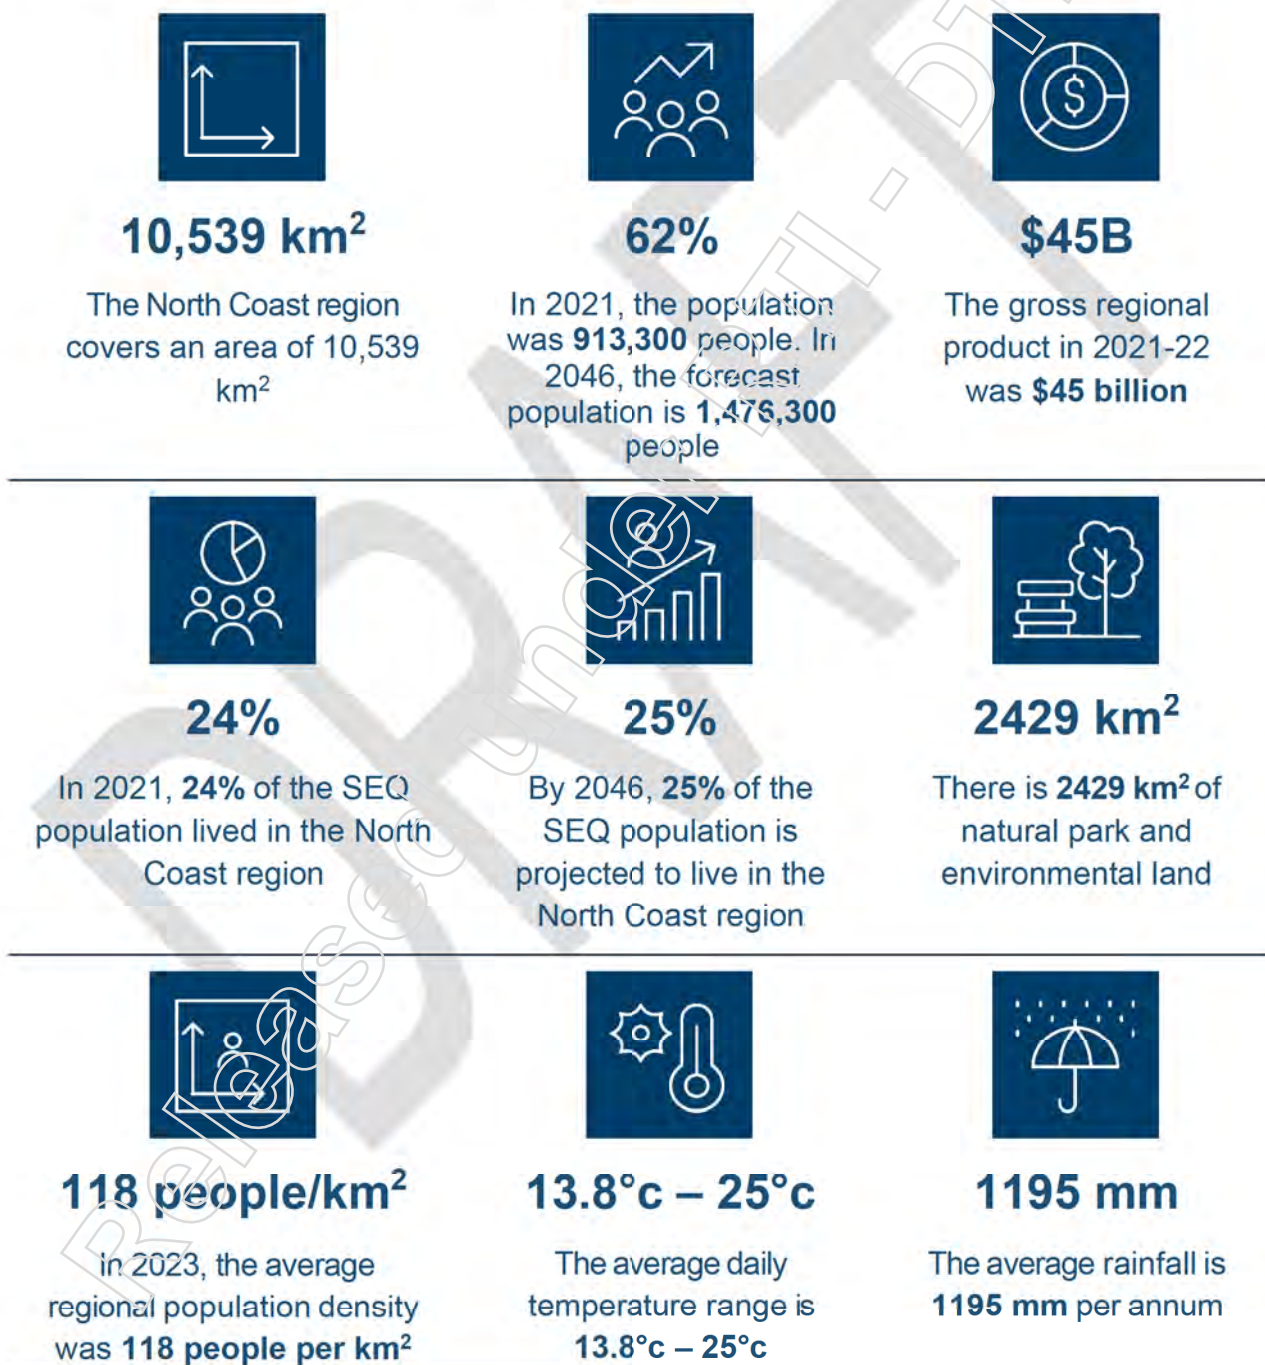 10,539 km²
The North Coast region
covers an area of 10,539
km²
62%
In 2021, the population
was 913,300 people. In
2046, the forecast
population is 1,476,300
people
$45B
The gross regional
product in 2021-22
was $45 billion
24%
In 2021, 24% of the SEQ
population lived in the North
Coast region
25%
By 2046, 25% of the
SEQ population is
projected to live in the
North Coast region
2429 km²
There is 2429 km² of
natural park and
environmental land
118 people/km²
In 2023, the average
regional population density
was 118 people per km²
13.8°c – 25°c
The average daily
temperature range is
13.8°c – 25°c
1195 mm
The average rainfall is
1195 mm per annum
DRAFT
Released under RTI - DT